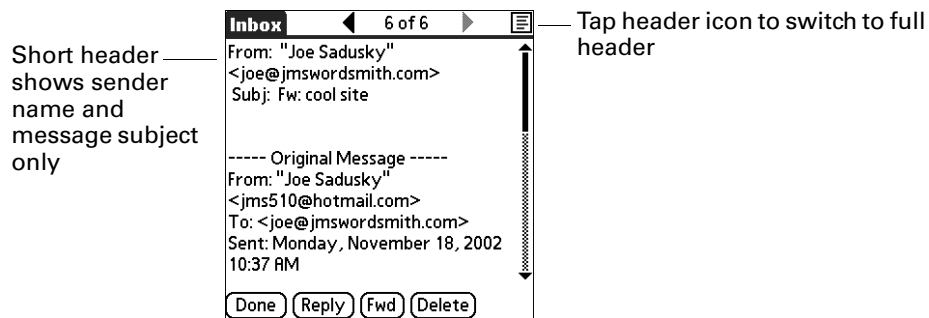 Inbox 6 of 6
Tap header icon to switch to full
header
Short header
shows sender
name and
message subject
only
From: "Joe Sadusky"
<joe@jmswordsmith.com>
Subj: Fw: cool site
----- Original Message -----
From: "Joe Sadusky"
<jms510@hotmail.com>
To: <joe@jmswordsmith.com>
Sent: Monday, November 18, 2002
10:37 AM
Done Reply Fwd Delete